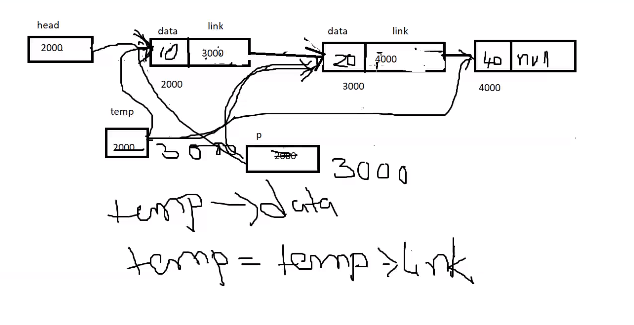 head
data link data link
2000 10 3000 20 4000 40 null
2000 3000 4000
temp
2000 3000
p
2000 3000
temp→data
temp = temp→Link